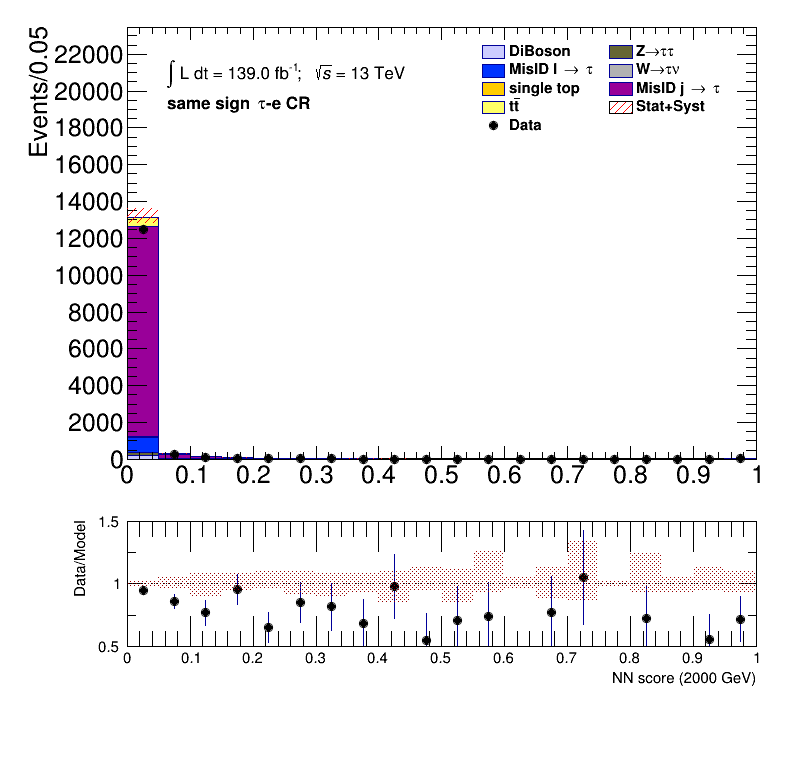 Events/0.05
22000
20000
18000
16000
14000
12000
10000
8000
6000
4000
2000
0
∫ L dt = 139.0 fb⁻¹; √s = 13 TeV
same sign τ-e CR
DiBoson
MisID l → τ
single top
tt̄
Data
Z→ττ
W→τν
MisID j → τ
Stat+Syst
0 0.1 0.2 0.3 0.4 0.5 0.6 0.7 0.8 0.9 1
Data/Model
1.5
1
0.5
0 0.1 0.2 0.3 0.4 0.5 0.6 0.7 0.8 0.9 1
NN score (2000 GeV)